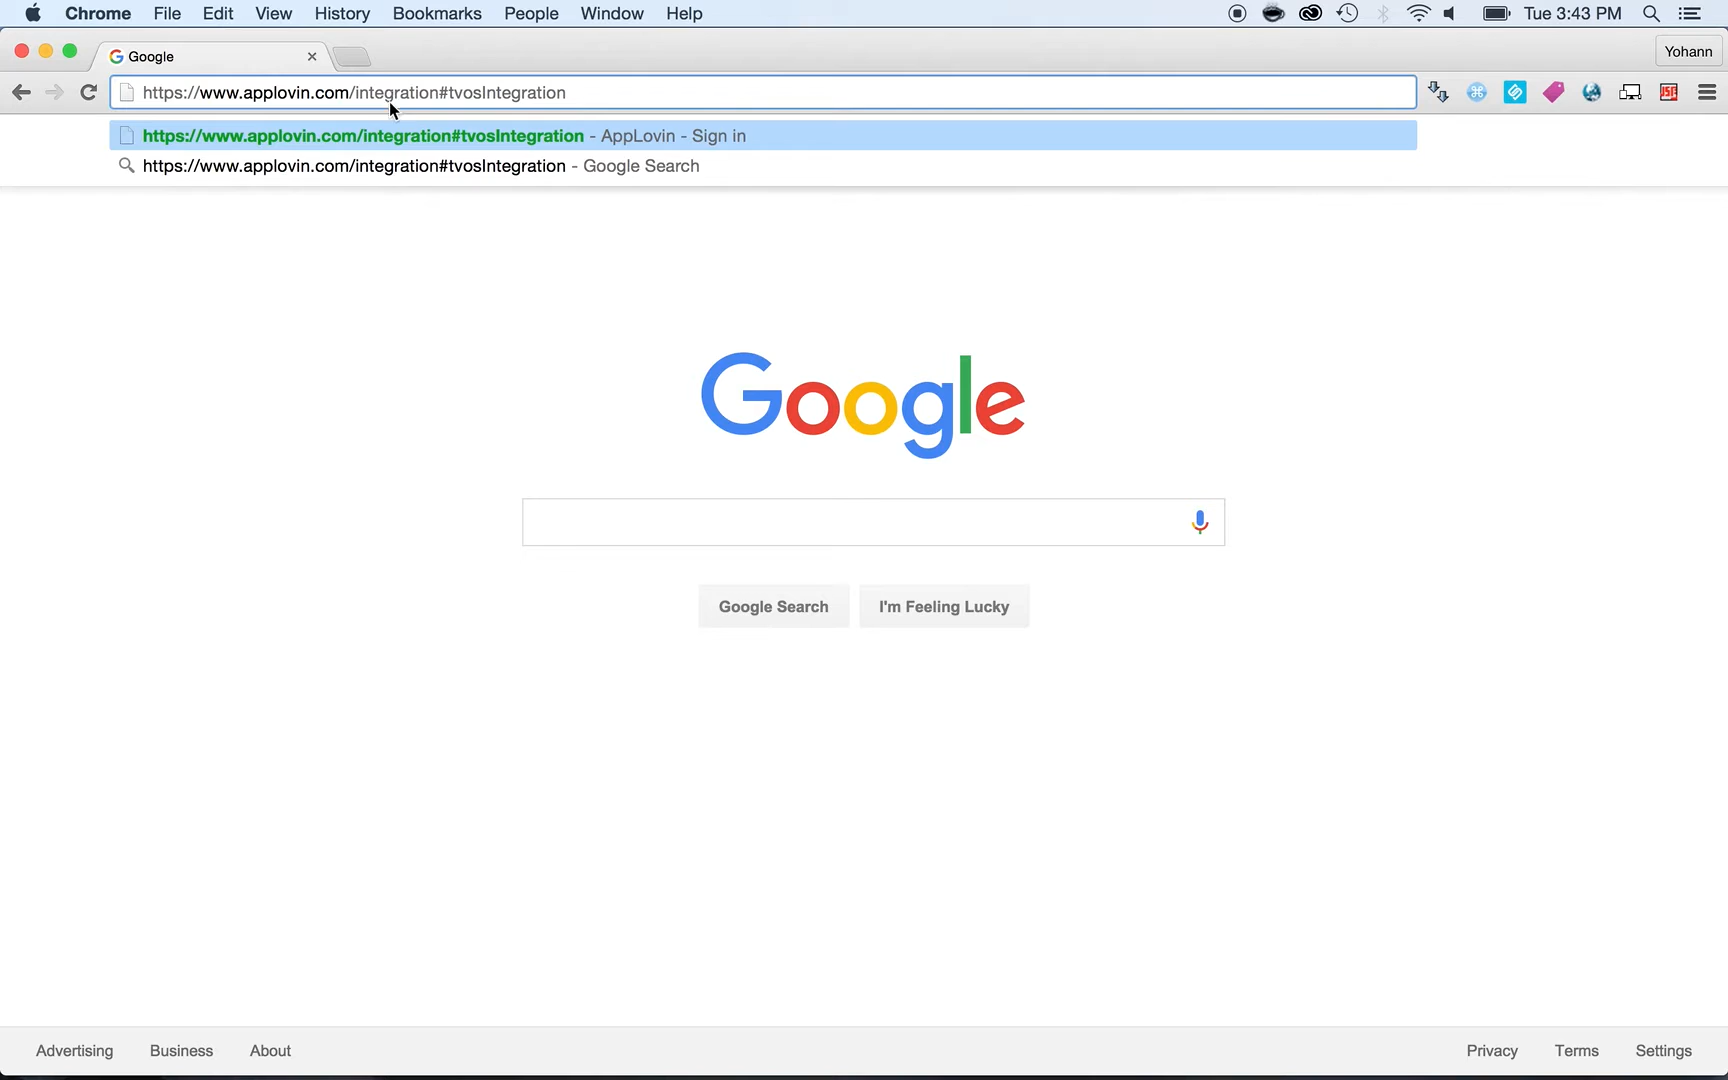 Chrome File Edit View History Bookmarks People Window Help Tue 3:43 PM
Google Yohann
https://www.applovin.com/integration#tvosIntegration
https://www.applovin.com/integration#tvosIntegration - AppLovin - Sign in
https://www.applovin.com/integration#tvosIntegration - Google Search
Google
Google Search I'm Feeling Lucky
Advertising Business About Privacy Terms Settings